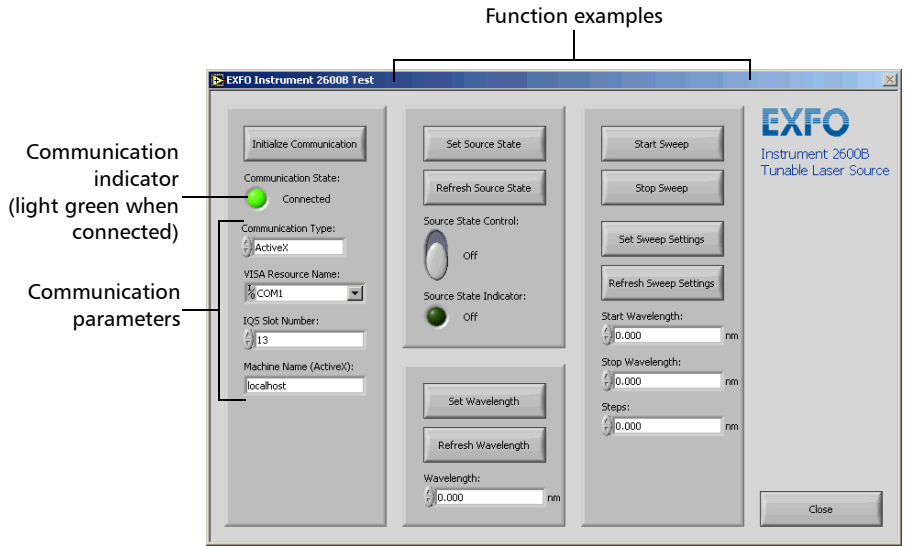 Function examples
EXFO Instrument 2600B Test
Communication
indicator
(light green when
connected)
Communication
parameters
Initialize Communication
Communication State:
Connected
Communication Type:
ActiveX
VISA Resource Name:
I/0 COM1
IQS Slot Number:
13
Machine Name (ActiveX):
localhost
Set Source State
Refresh Source State
Source State Control:
Off
Source State Indicator:
Off
Set Wavelength
Refresh Wavelength
Wavelength:
0.000 nm
Start Sweep
Stop Sweep
Set Sweep Settings
Refresh Sweep Settings
Start Wavelength:
0.000 nm
Stop Wavelength:
0.000 nm
Steps:
0.000 nm
EXFO
Instrument 2600B
Tunable Laser Source
Close